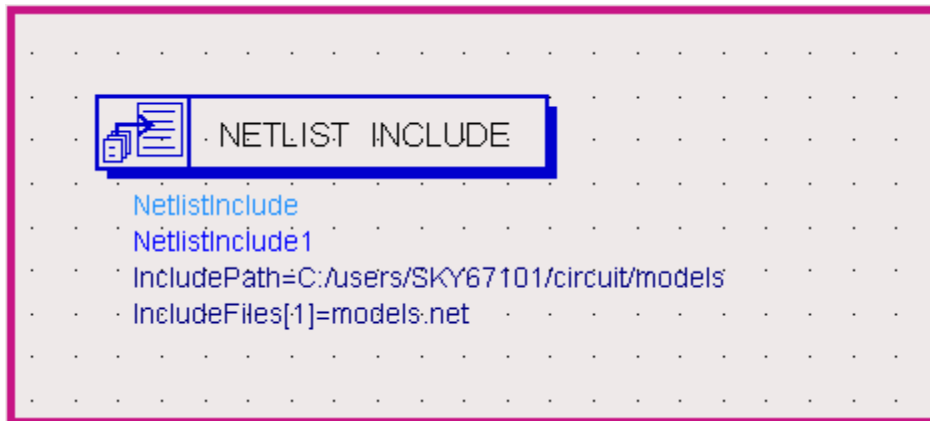 NETLIST INCLUDE
NetlistInclude
NetlistInclude1
IncludePath=C:/users/SKY67101/circuit/models
IncludeFiles[1]=models.net